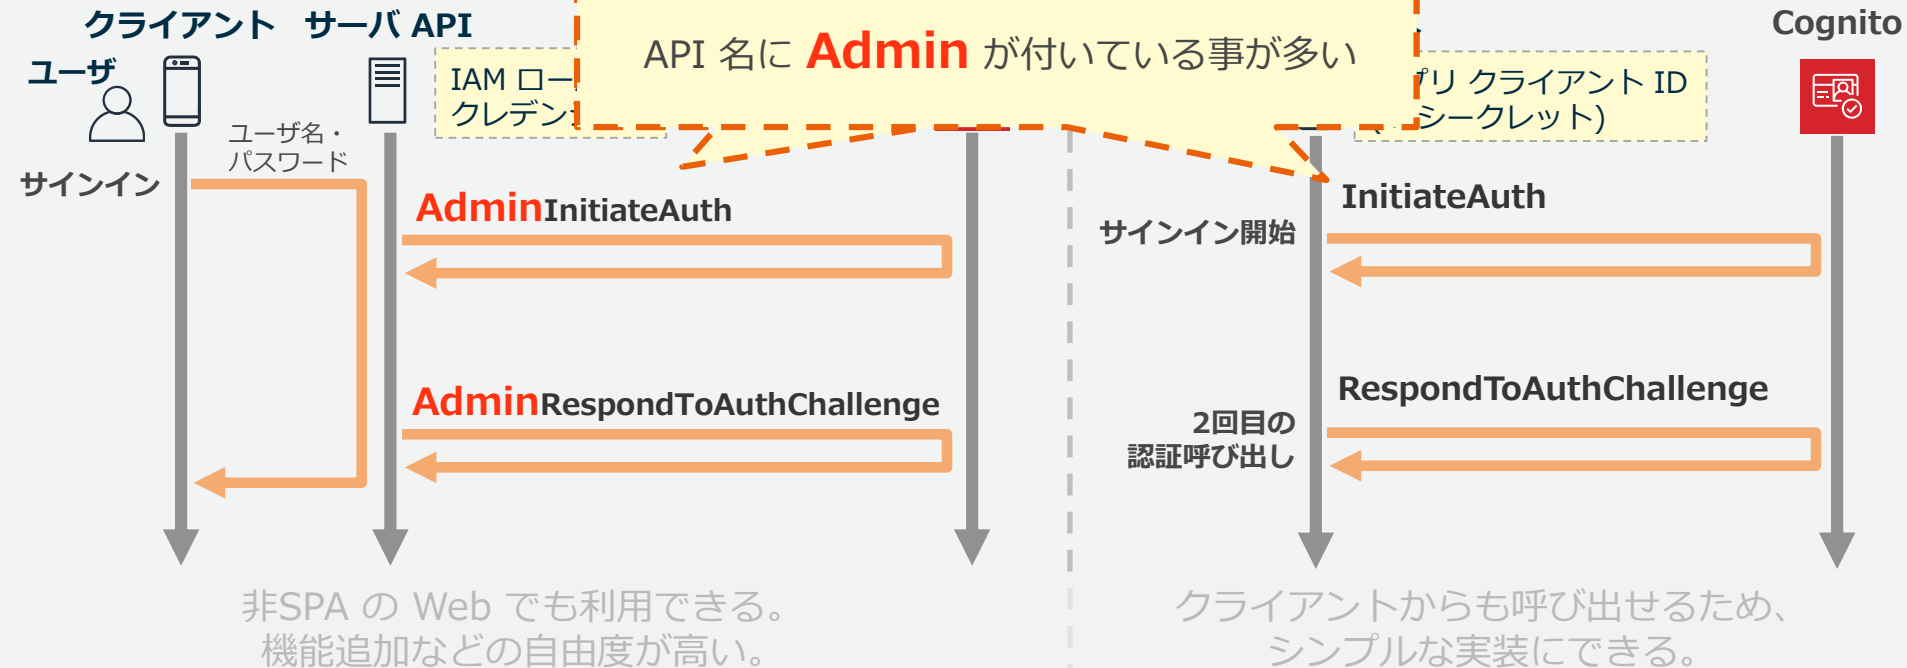 クライアント サーバ API
ユーザ
IAM ロー
クレデン
API 名に Admin が付いている事が多い
プリ クライアント ID
シークレット)
Cognito
ユーザ名・
パスワード
サインイン
AdminInitiateAuth
AdminRespondToAuthChallenge
サインイン開始
InitiateAuth
2回目の
認証呼び出し
RespondToAuthChallenge
非SPA の Web でも利用できる。
機能追加などの自由度が高い。
クライアントからも呼び出せるため、
シンプルな実装にできる。